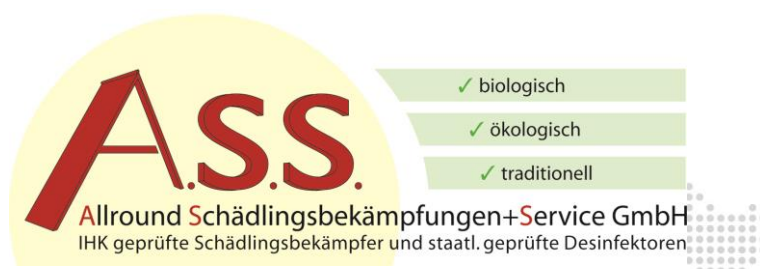 A.S.S.
✓ biologisch
✓ ökologisch
✓ traditionell
Allround Schädlingsbekämpfungen+Service GmbH
IHK geprüfte Schädlingsbekämpfer und staatl. geprüfte Desinfektoren